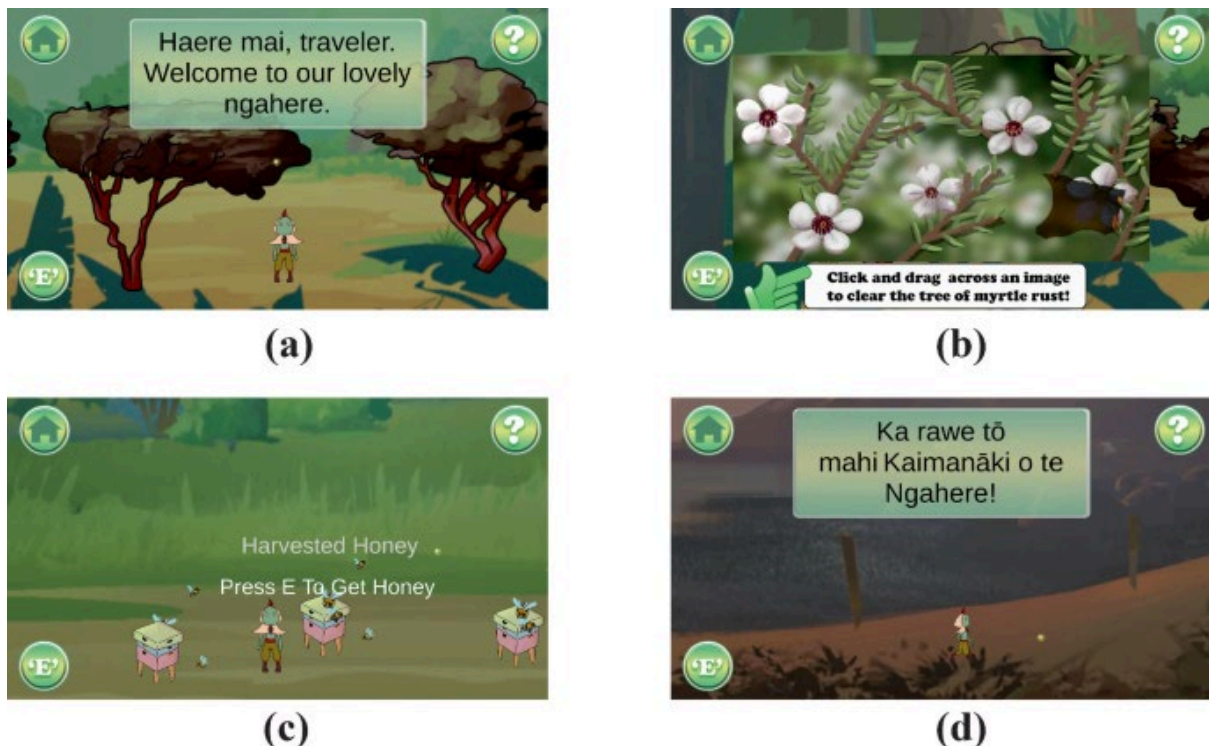 Haere mai, traveler.
Welcome to our lovely
ngahere.
?
'E'
(a)
?
'E'
Click and drag across an image
to clear the tree of myrtle rust!
(b)
?
Harvested Honey
Press E To Get Honey
'E'
(c)
?
Ka rawe tō
mahi Kaimanāki o te
Ngahere!
'E'
(d)